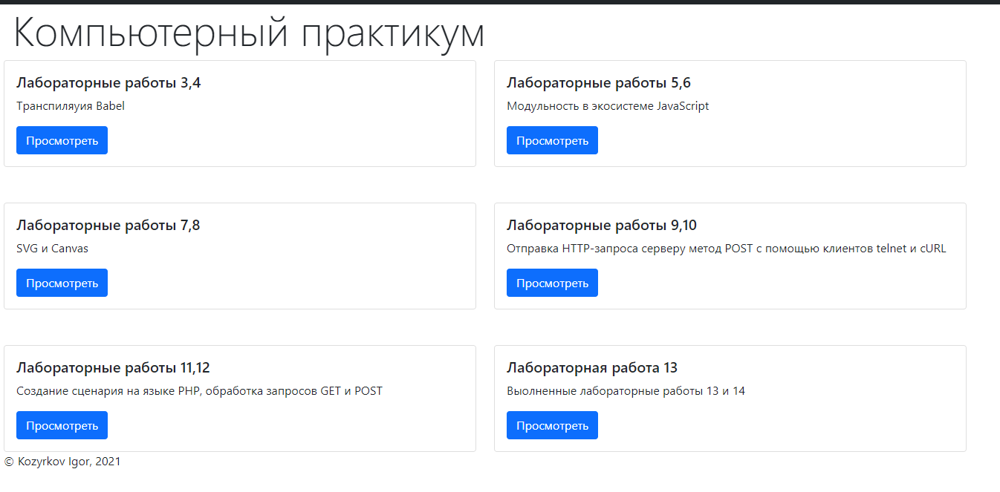 Компьютерный практикум
Лабораторные работы 3,4
Транспиляуия Babel
Просмотреть
Лабораторные работы 5,6
Модульность в экосистеме JavaScript
Просмотреть
Лабораторные работы 7,8
SVG и Canvas
Просмотреть
Лабораторные работы 9,10
Отправка HTTP-запроса серверу метод POST с помощью клиентов telnet и cURL
Просмотреть
Лабораторные работы 11,12
Создание сценария на языке PHP, обработка запросов GET и POST
Просмотреть
Лабораторная работа 13
Выолненные лабораторные работы 13 и 14
Просмотреть
© Kozyrkov Igor, 2021